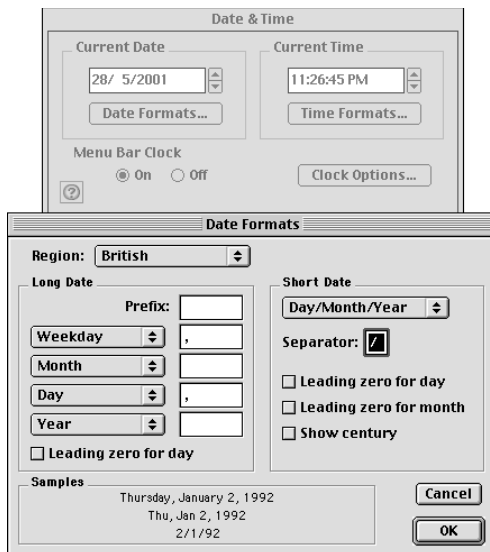 Date & Time
Current Date
Current Time
28/ 5/2001
11:26:45 PM
Date Formats...
Time Formats...
Menu Bar Clock
On
Off
Clock Options...
?
Date Formats
Region: British
Long Date
Short Date
Prefix:
Day/Month/Year
Weekday
,
Separator: /
Month
Day
,
Leading zero for day
Leading zero for month
Year
Show century
Leading zero for day
Samples
Thursday, January 2, 1992
Thu, Jan 2, 1992
2/1/92
Cancel
OK